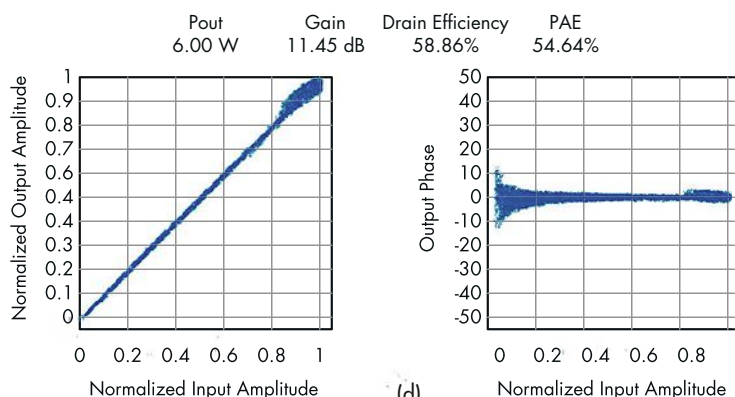 Pout Gain Drain Efficiency PAE
6.00 W 11.45 dB 58.86% 54.64%
Normalized Output Amplitude
1
0.9
0.8
0.7
0.6
0.4
0.4
0.3
0.2
0.1
0
0 0.2 0.4 0.6 0.8 1
Normalized Input Amplitude
Output Phase
50
40
30
20
10
0
-10
-20
-30
-40
-50
0 0.2 0.4 0.6 0.8
Normalized Input Amplitude
(d)